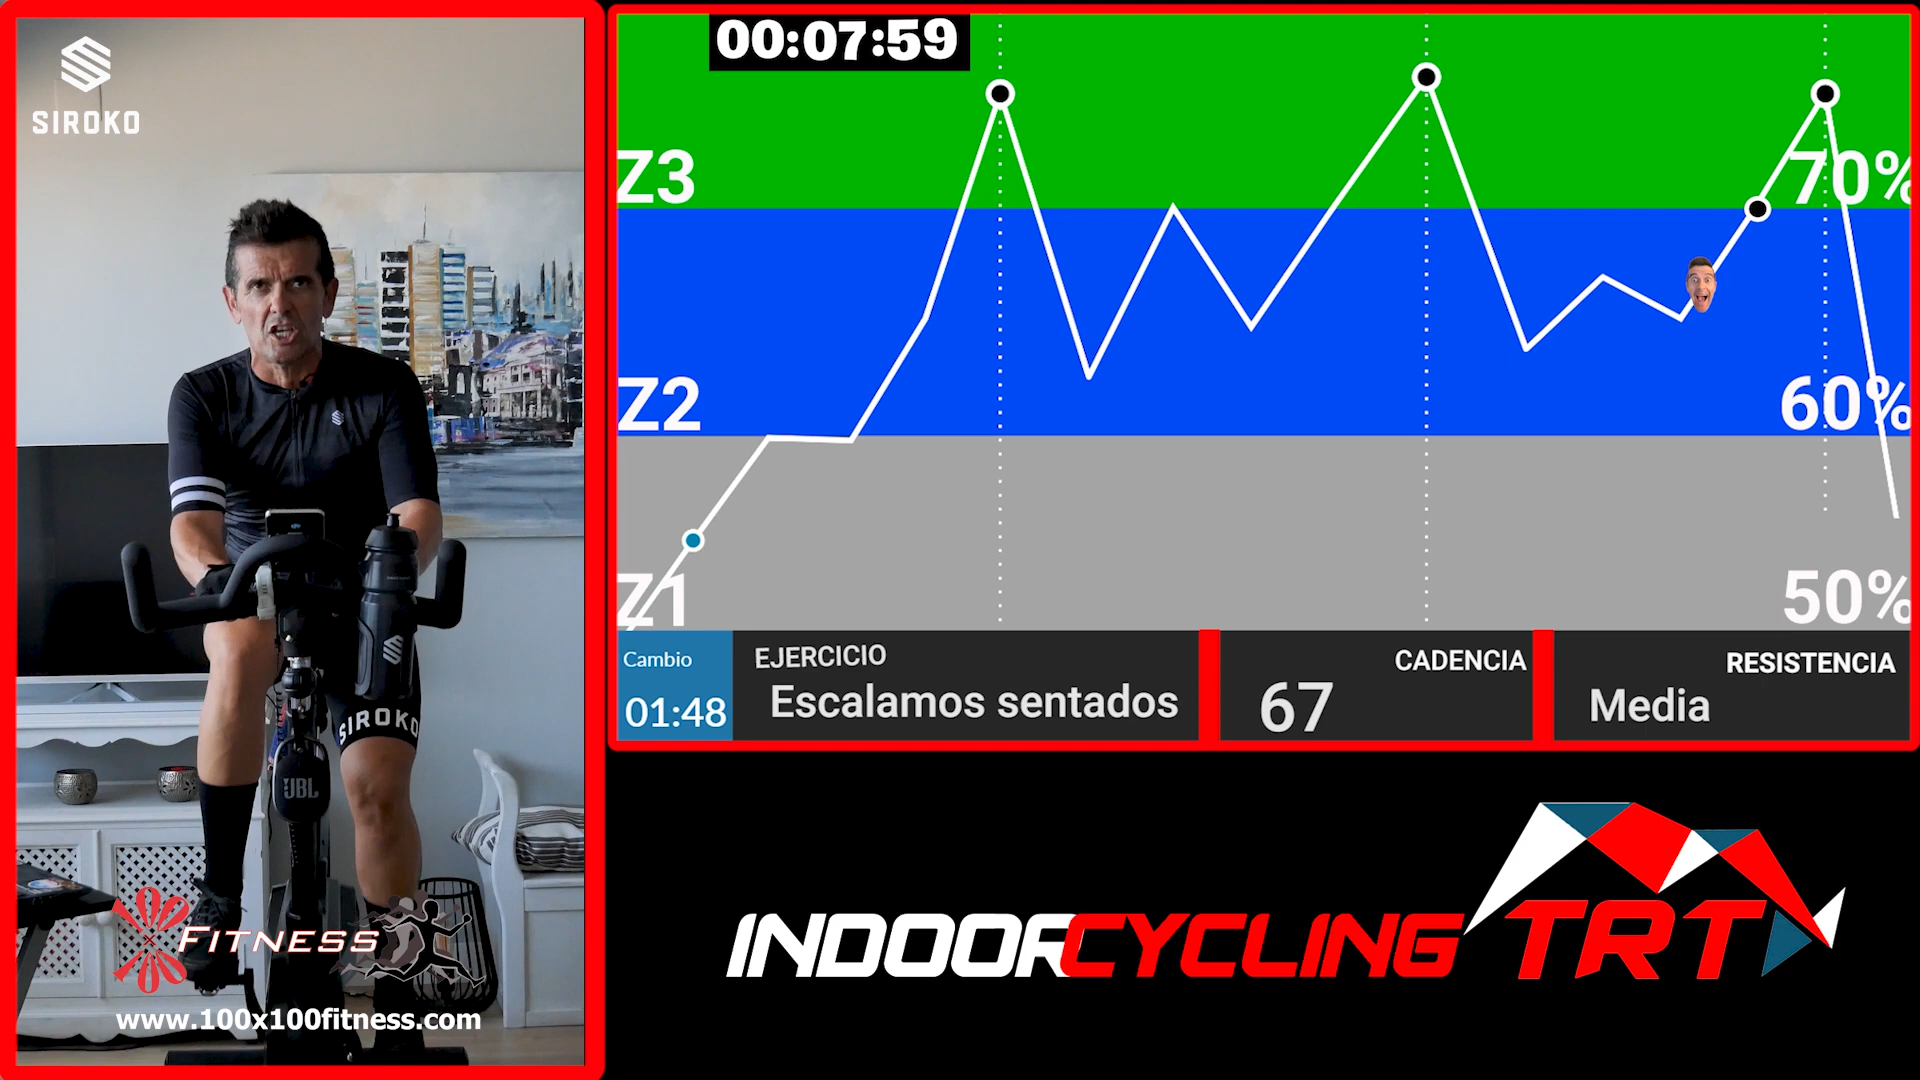 SIROKO
SIROKO
JBL
FITNESS
www.100x100fitness.com
00:07:59
Z3
70%
Z2
60%
Z1
50%
Cambio
01:48
EJERCICIO
Escalamos sentados
CADENCIA
67
RESISTENCIA
Media
INDOORCYCLING TRT